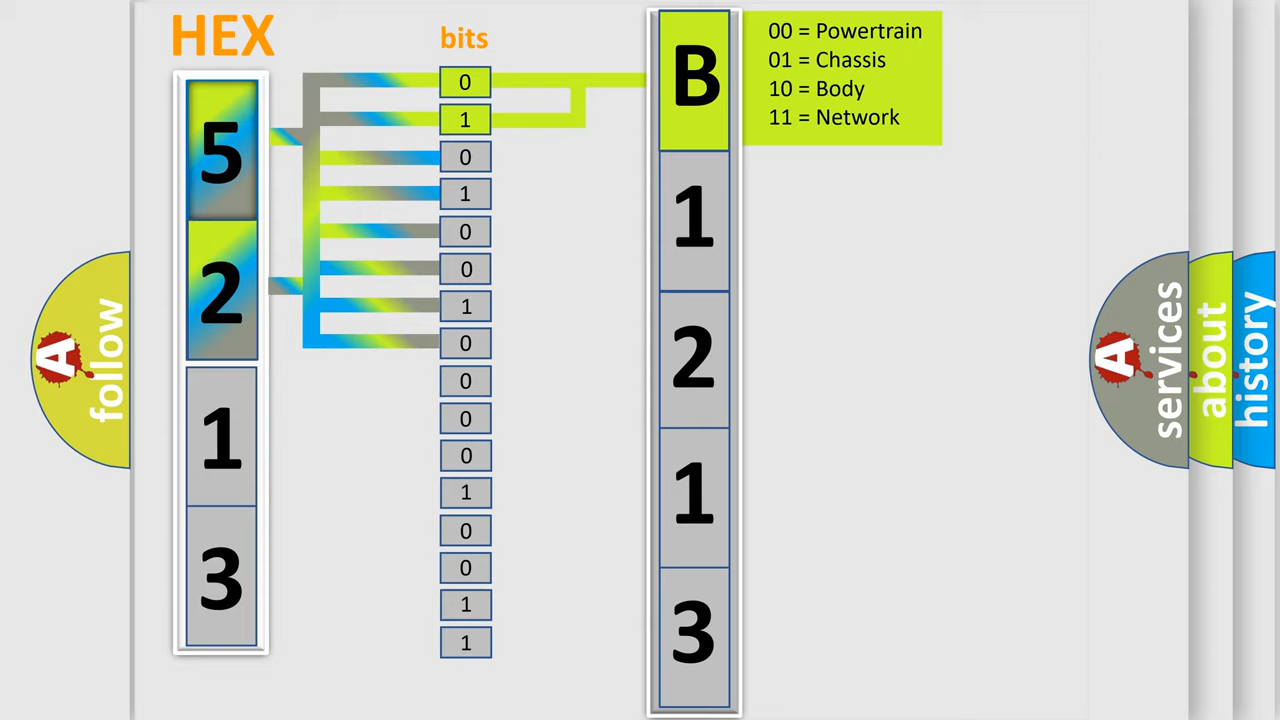 HEX
5
2
1
3
bits
0
1
0
1
0
0
1
0
0
0
0
1
0
0
1
1
B
1
2
1
3
00 = Powertrain
01 = Chassis
10 = Body
11 = Network
A
follow
A
services
about
history